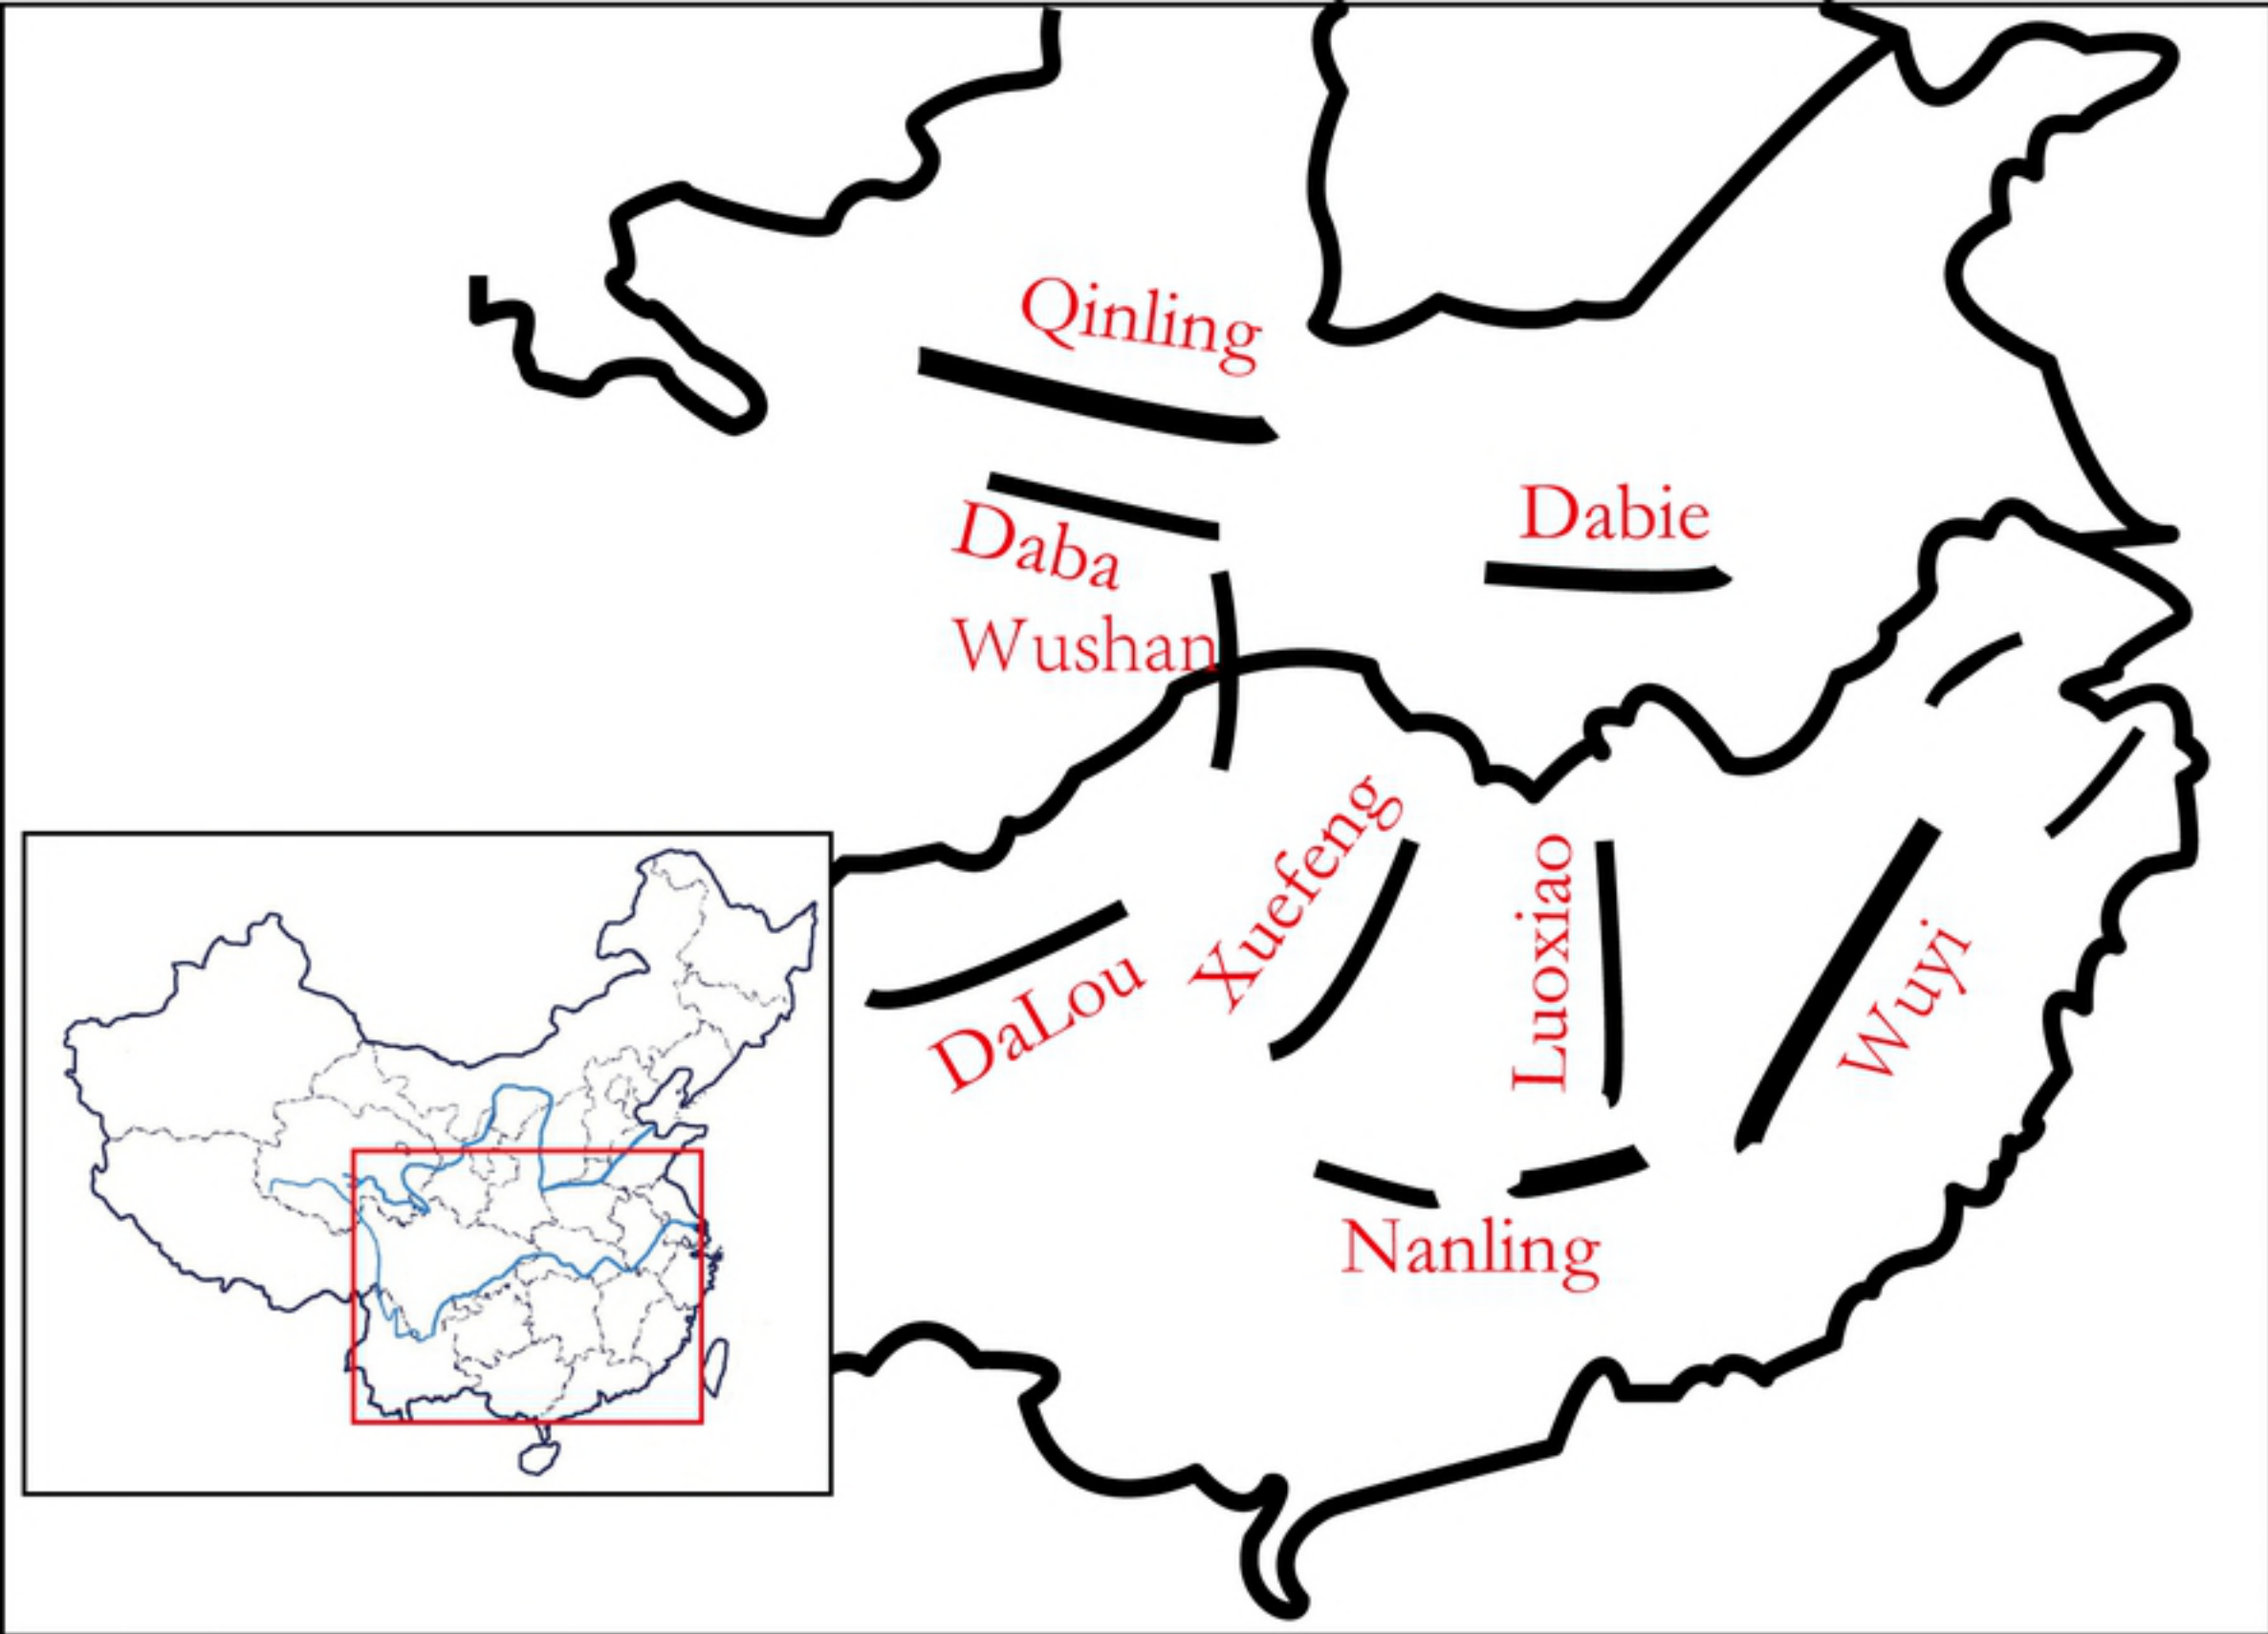 Qinling
Dabie
Daba
Wushan
Xuefeng
Luoxiao
Wuyi
DaLou
Nanling